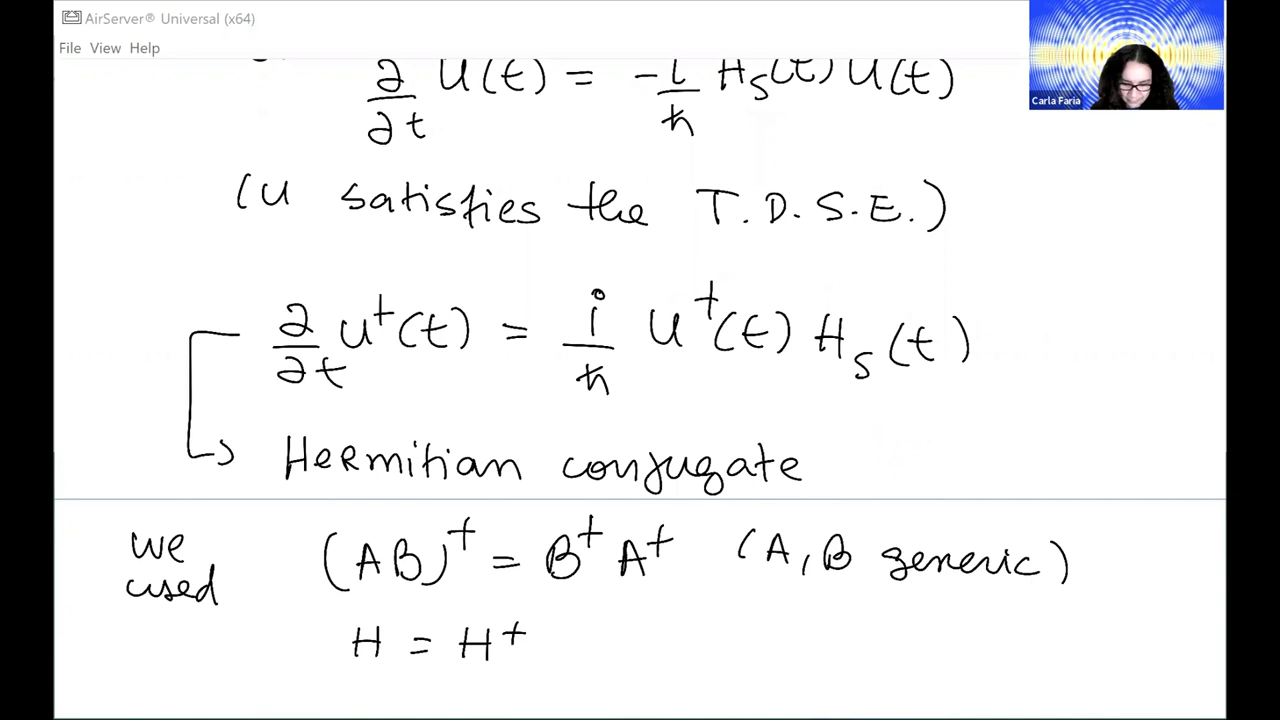 AirServer® Universal (x64)
File View Help
Carla Faria
∂/∂t U(t) = -i/ħ H_S(t) U(t)
(U satisfies the T.D.S.E.)
∂/∂t U†(t) = i/ħ U†(t) H_S(t)
↳ Hermitian conjugate
we used (AB)† = B†A† (A, B generic)
H = H†